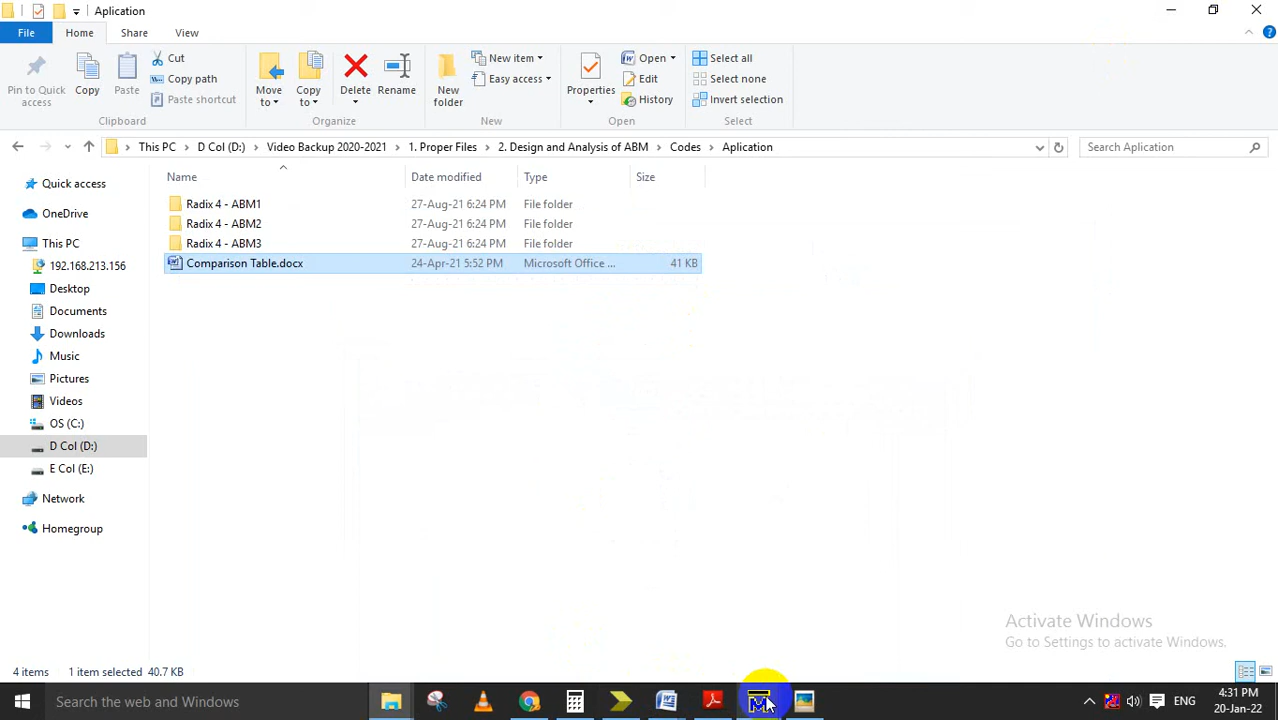 Aplication
File Home Share View
Pin to Quick access
Copy
Paste
Cut
Copy path
Paste shortcut
Clipboard
Move to
Copy to
Delete
Rename
Organize
New folder
New item
Easy access
New
Properties
Open
Edit
History
Open
Select all
Select none
Invert selection
Select
This PC D Col (D:) Video Backup 2020-2021 1. Proper Files 2. Design and Analysis of ABM Codes Aplication
Search Aplication
Quick access
OneDrive
This PC
192.168.213.156
Desktop
Documents
Downloads
Music
Pictures
Videos
OS (C:)
D Col (D:)
E Col (E:)
Network
Homegroup
Name Date modified Type Size
Radix 4 - ABM1 27-Aug-21 6:24 PM File folder
Radix 4 - ABM2 27-Aug-21 6:24 PM File folder
Radix 4 - ABM3 27-Aug-21 6:24 PM File folder
Comparison Table.docx 24-Apr-21 5:52 PM Microsoft Office ... 41 KB
Activate Windows
Go to Settings to activate Windows.
4 items 1 item selected 40.7 KB
Search the web and Windows
ENG
4:31 PM
20-Jan-22